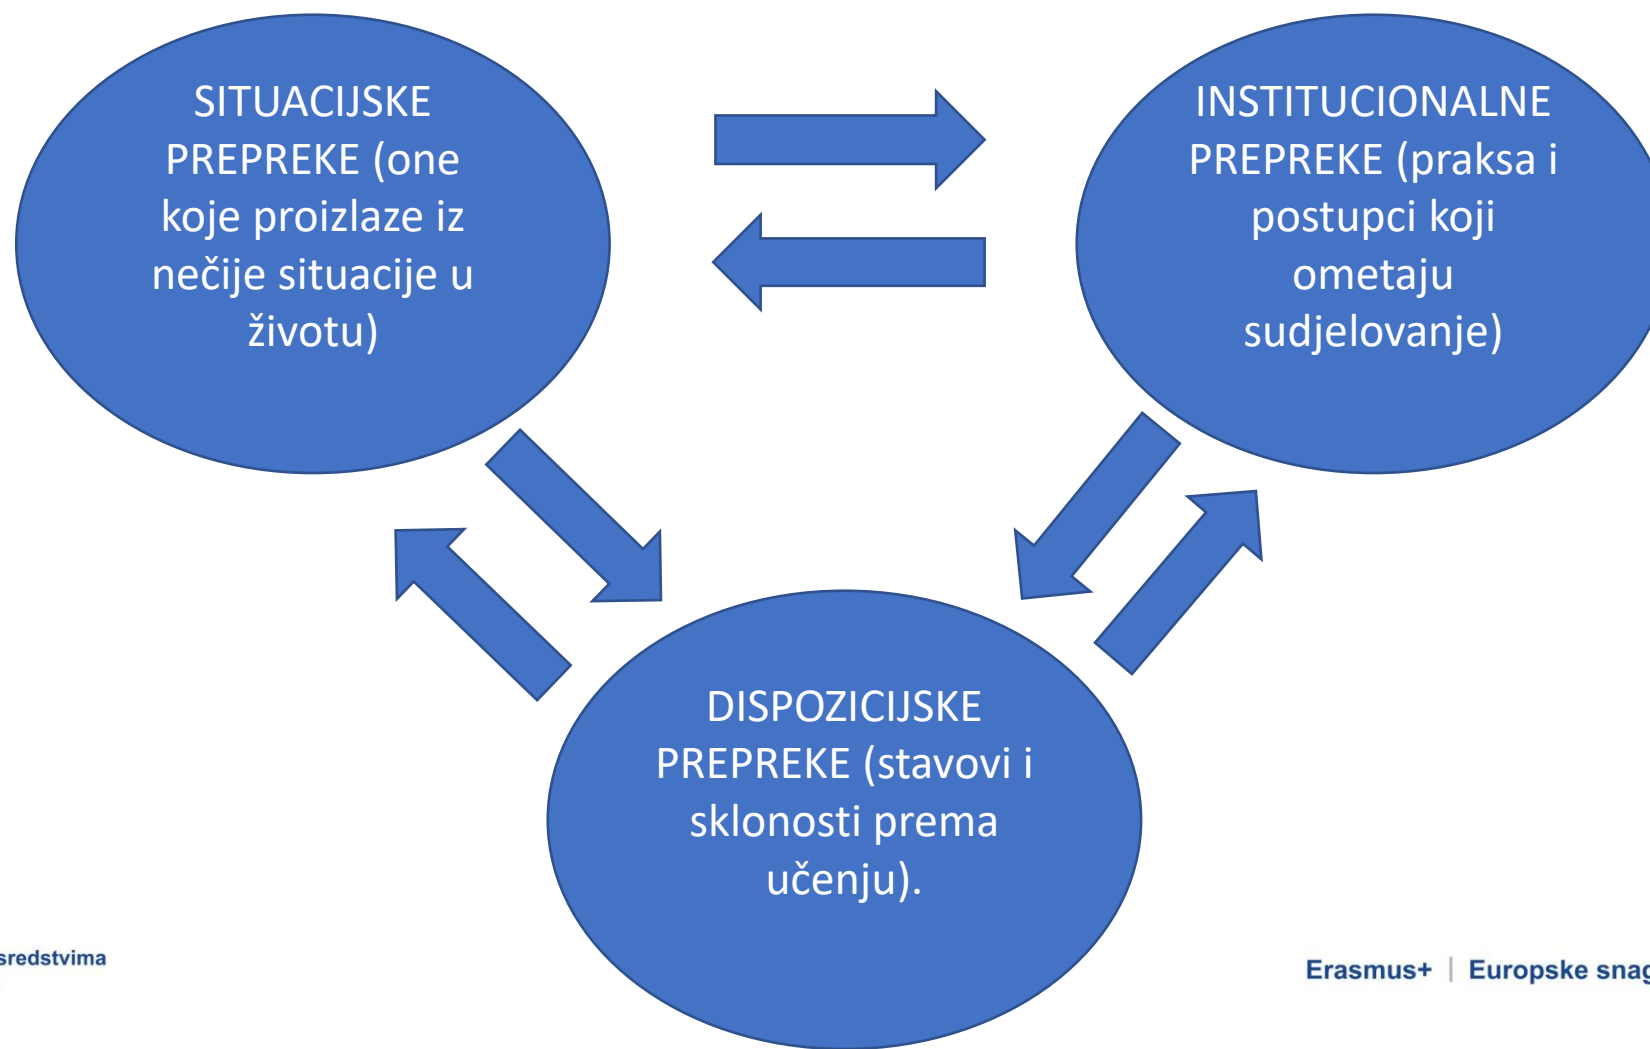 SITUACIJSKE
PREPREKE (one
koje proizlaze iz
nečije situacije u
životu)
INSTITUCIONALNE
PREPREKE (praksa i
postupci koji
ometaju
sudjelovanje)
DISPOZICIJSKE
PREPREKE (stavovi i
sklonosti prema
učenju).
sredstvima
Erasmus+ | Europske snag